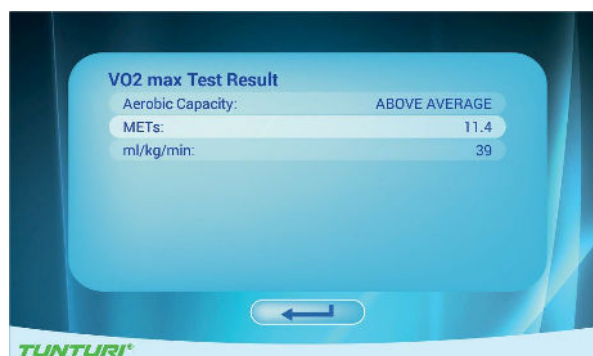 VO2 max Test Result
Aerobic Capacity: ABOVE AVERAGE
METs: 11.4
ml/kg/min: 39
TUNTURI®